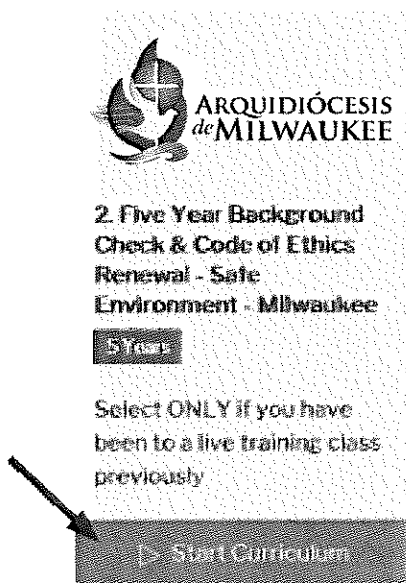 ARQUIDIÓCESIS
de MILWAUKEE
2. Five Year Background
Check & Code of Ethics
Renewal - Safe
Environment - Milwaukee
5 Years
Select ONLY if you have
been to a live training class
previously
Start Curriculum